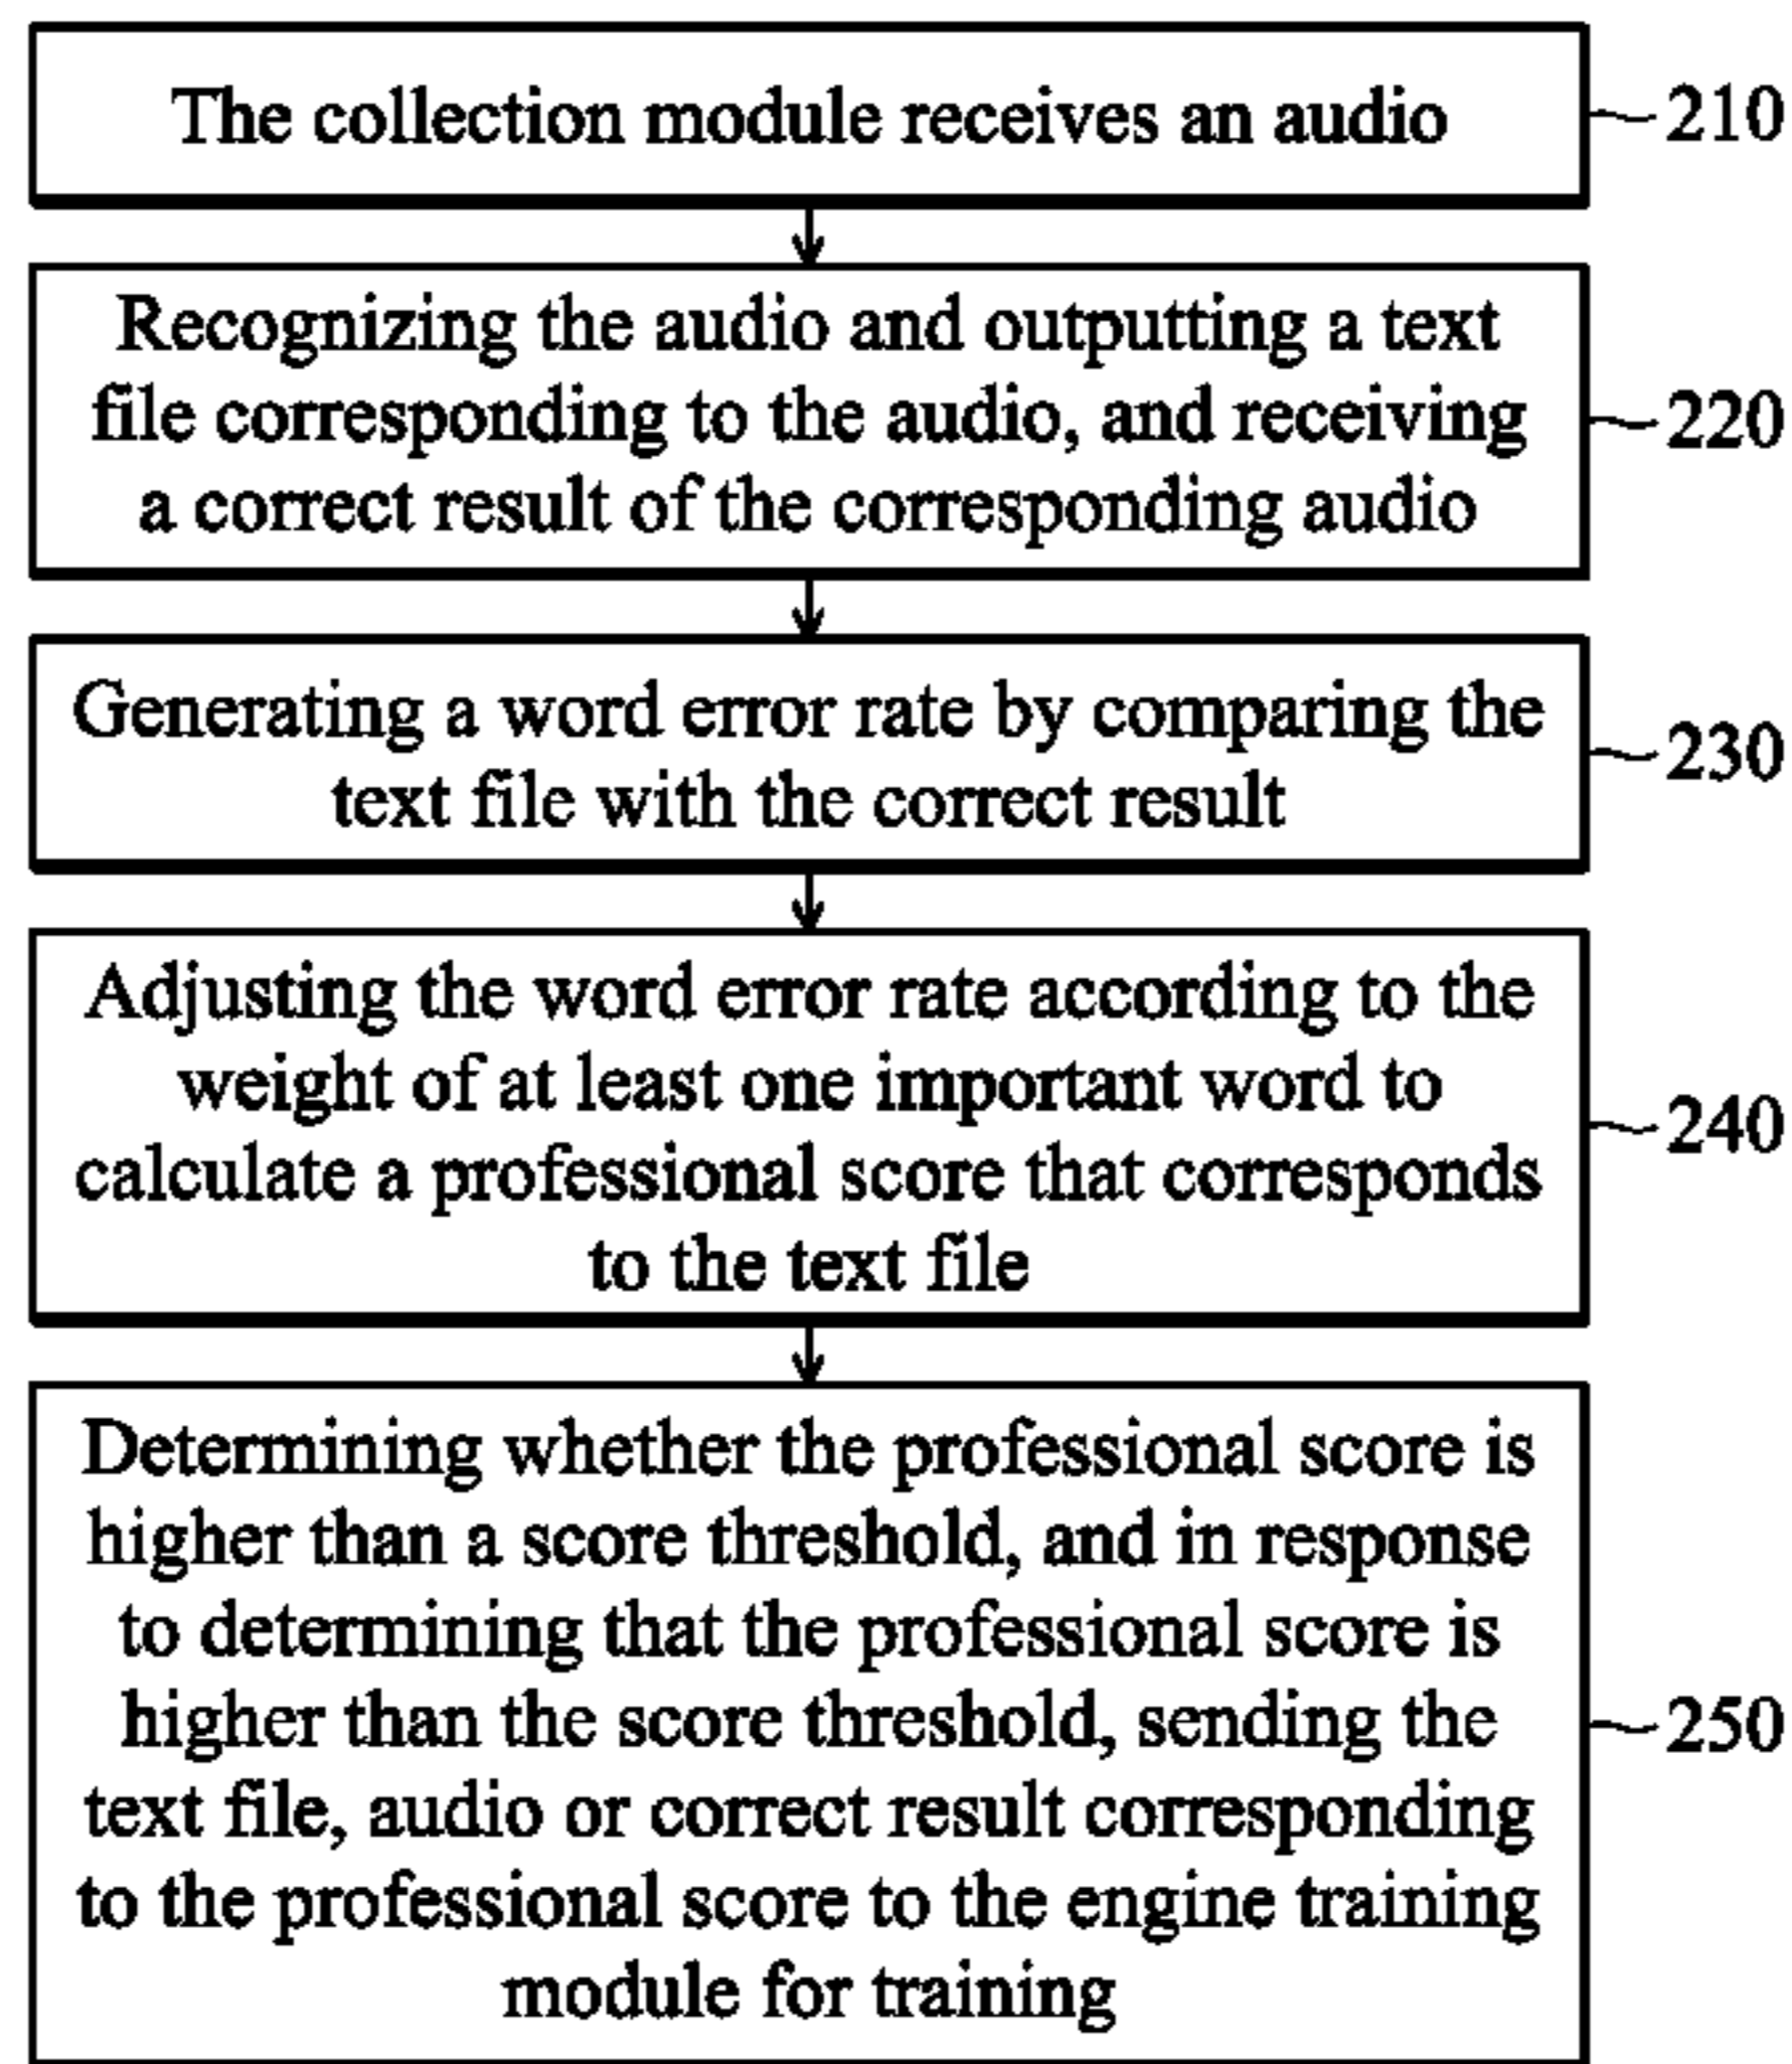 The collection module receives an audio
210
Recognizing the audio and outputting a text
file corresponding to the audio, and receiving
a correct result of the corresponding audio
220
Generating a word error rate by comparing the
text file with the correct result
230
Adjusting the word error rate according to the
weight of at least one important word to
calculate a professional score that corresponds
to the text file
240
Determining whether the professional score is
higher than a score threshold, and in response
to determining that the professional score is
higher than the score threshold, sending the
text file, audio or correct result corresponding
to the professional score to the engine training
module for training
250